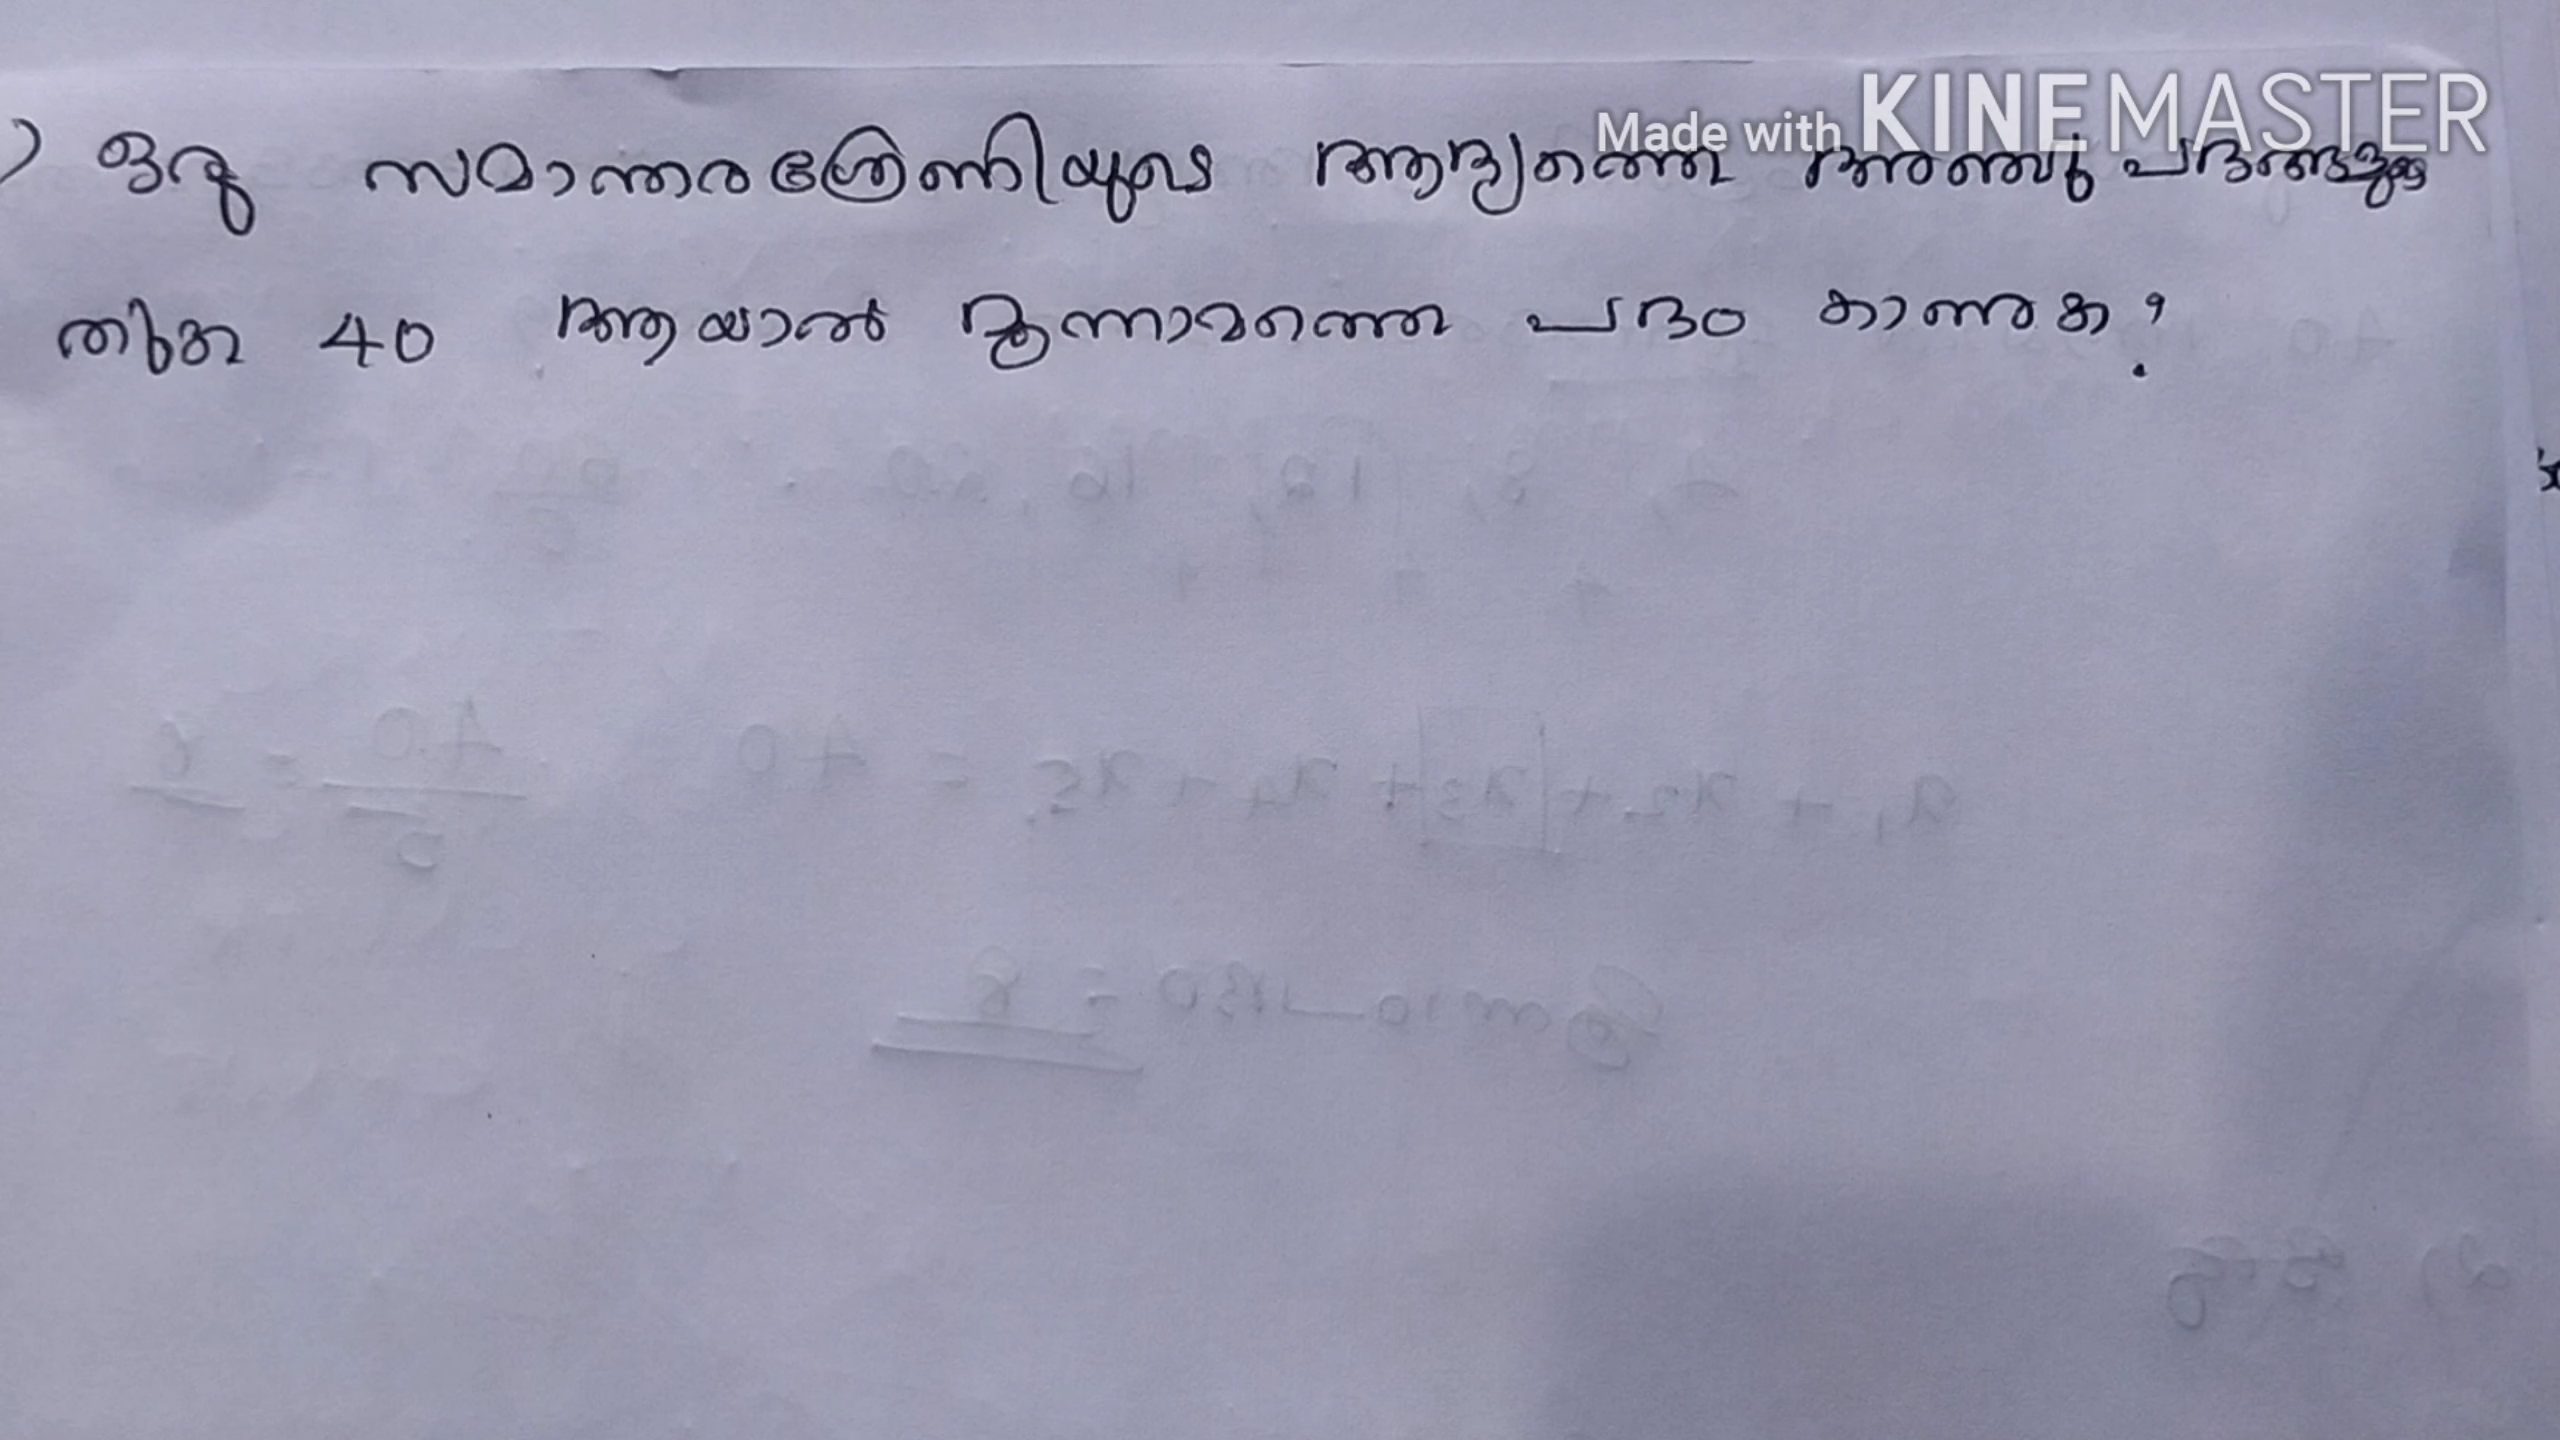 Made with KINEMASTER
) ഒരു സമാന്തരശ്രേണിയുടെ ആദ്യത്തെ അഞ്ചു പദങ്ങളുടെ
തുക 40 ആയാൽ മൂന്നാമത്തെ പദം കാണുക ?